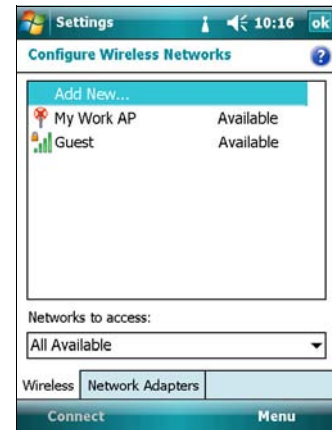 Settings 10:16 ok
Configure Wireless Networks ?
Add New...
My Work AP Available
Guest Available
Networks to access:
All Available
Wireless Network Adapters
Connect Menu